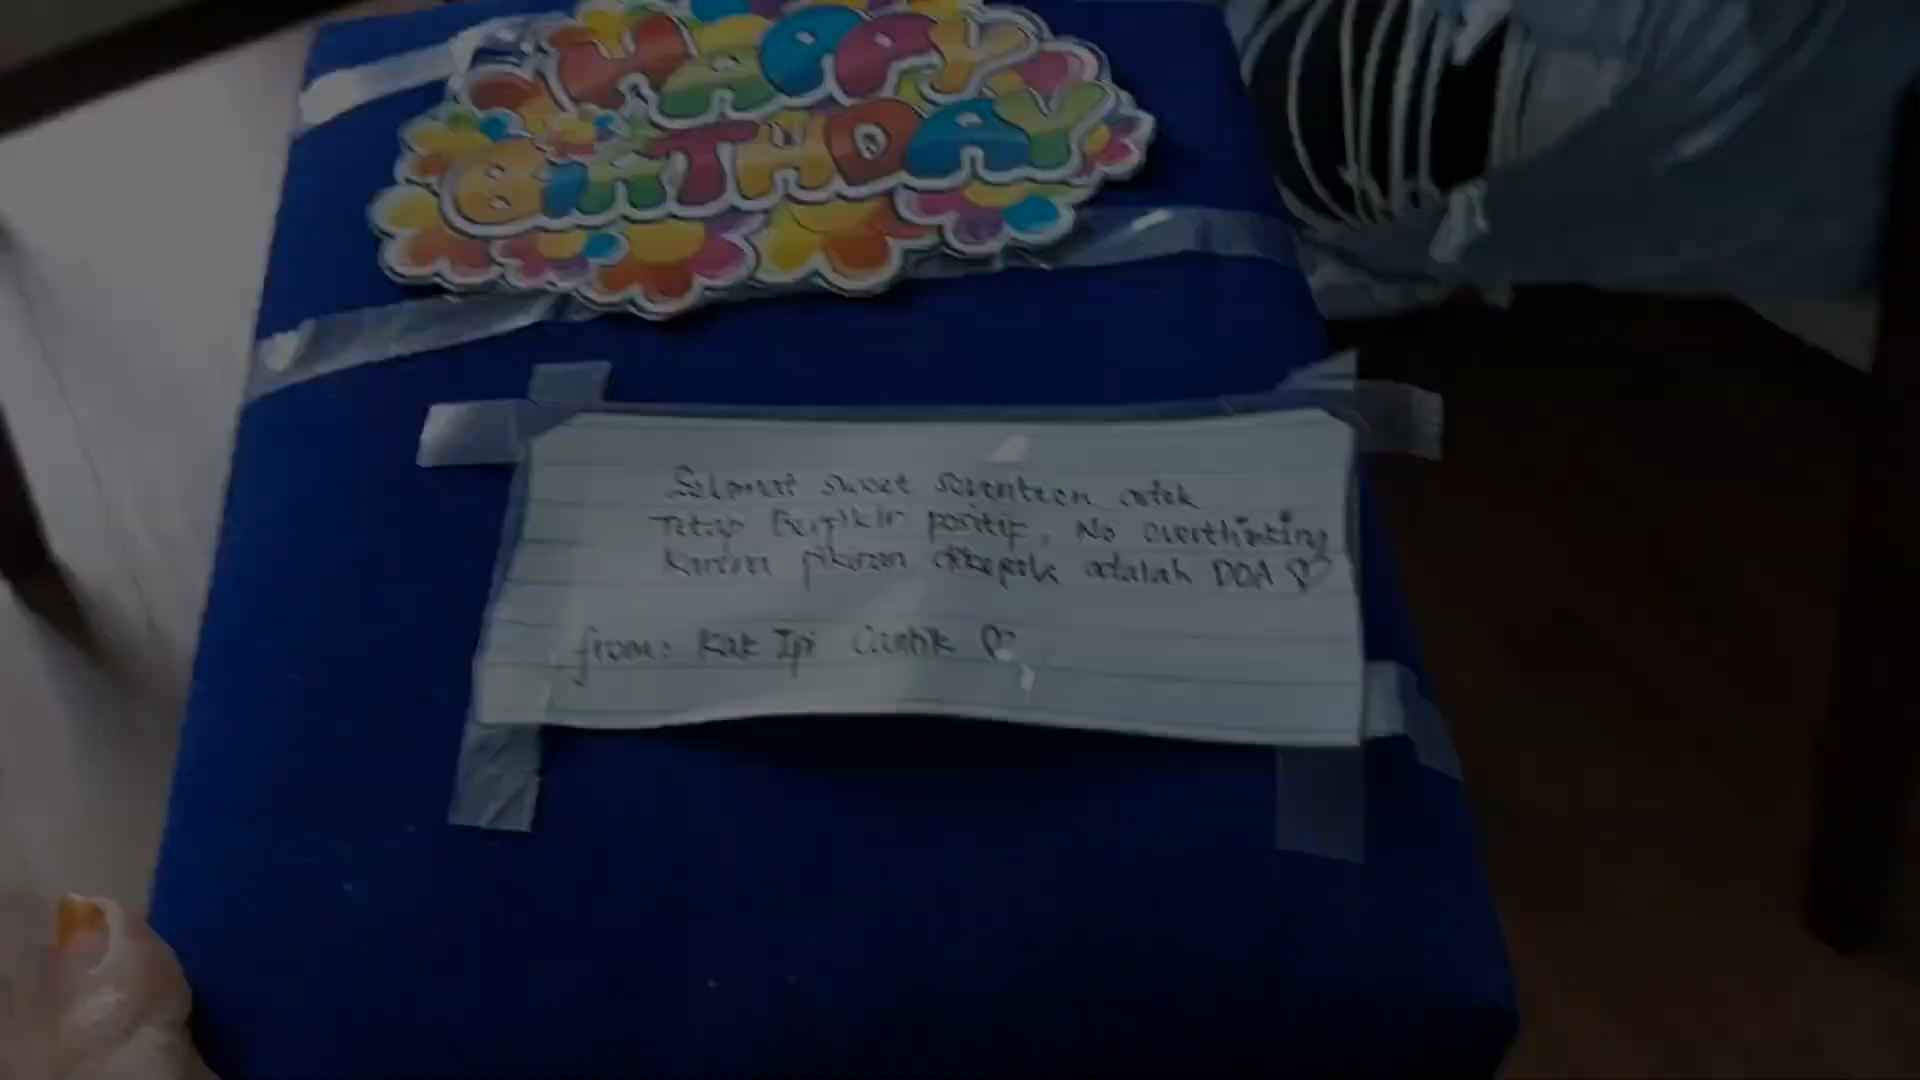 HAPPY
BIRTHDAY
Selamat sweet seventeen adek
Tetap Berpikir positif, No overthinking
Karena pikiran dikepala adalah DOA ♡
from: Kak Ipi Cantik ♡